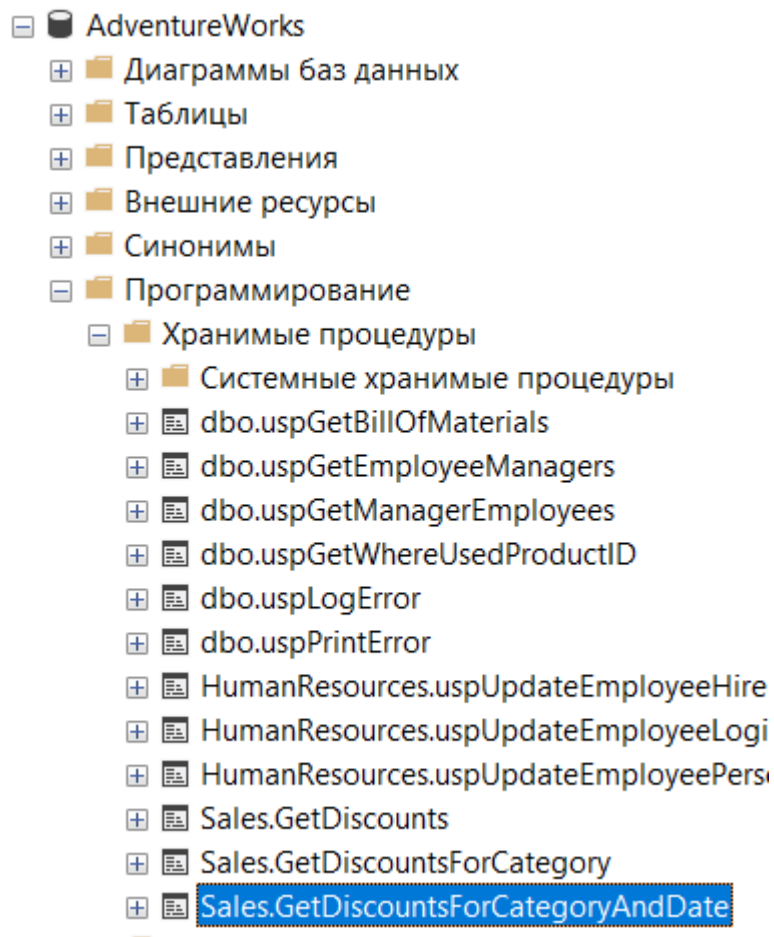 AdventureWorks
Диаграммы баз данных
Таблицы
Представления
Внешние ресурсы
Синонимы
Программирование
Хранимые процедуры
Системные хранимые процедуры
dbo.uspGetBillOfMaterials
dbo.uspGetEmployeeManagers
dbo.uspGetManagerEmployees
dbo.uspGetWhereUsedProductID
dbo.uspLogError
dbo.uspPrintError
HumanResources.uspUpdateEmployeeHire
HumanResources.uspUpdateEmployeeLogi
HumanResources.uspUpdateEmployeePers
Sales.GetDiscounts
Sales.GetDiscountsForCategory
Sales.GetDiscountsForCategoryAndDate